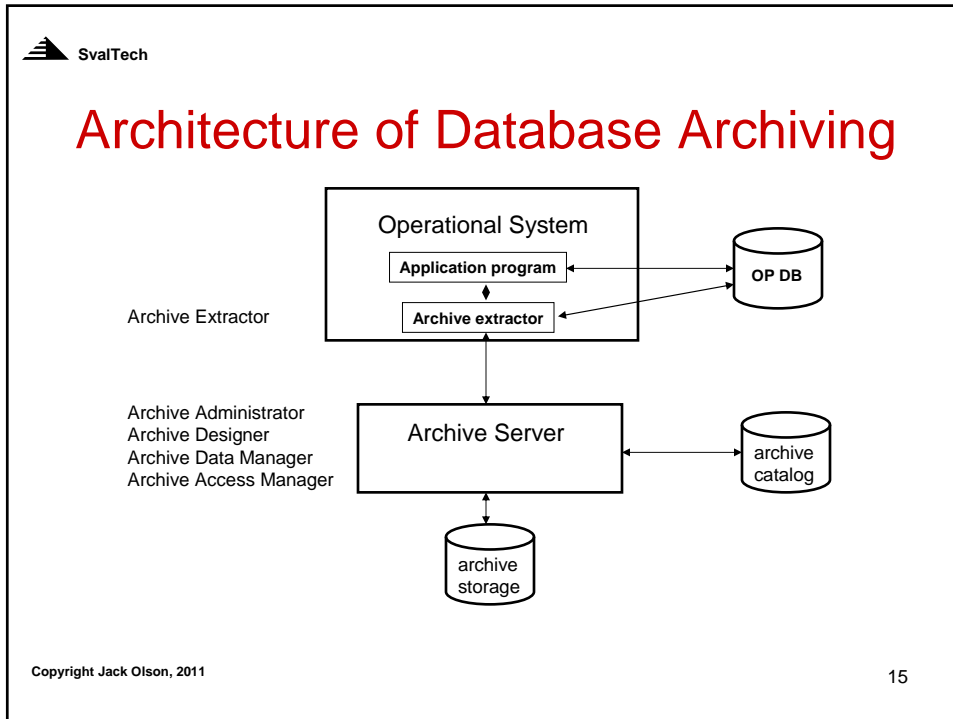 SvalTech
Architecture of Database Archiving
Operational System
Application program
OP DB
Archive Extractor
Archive extractor
Archive Administrator
Archive Designer
Archive Data Manager
Archive Access Manager
Archive Server
archive
catalog
archive
storage
Copyright Jack Olson, 2011
15